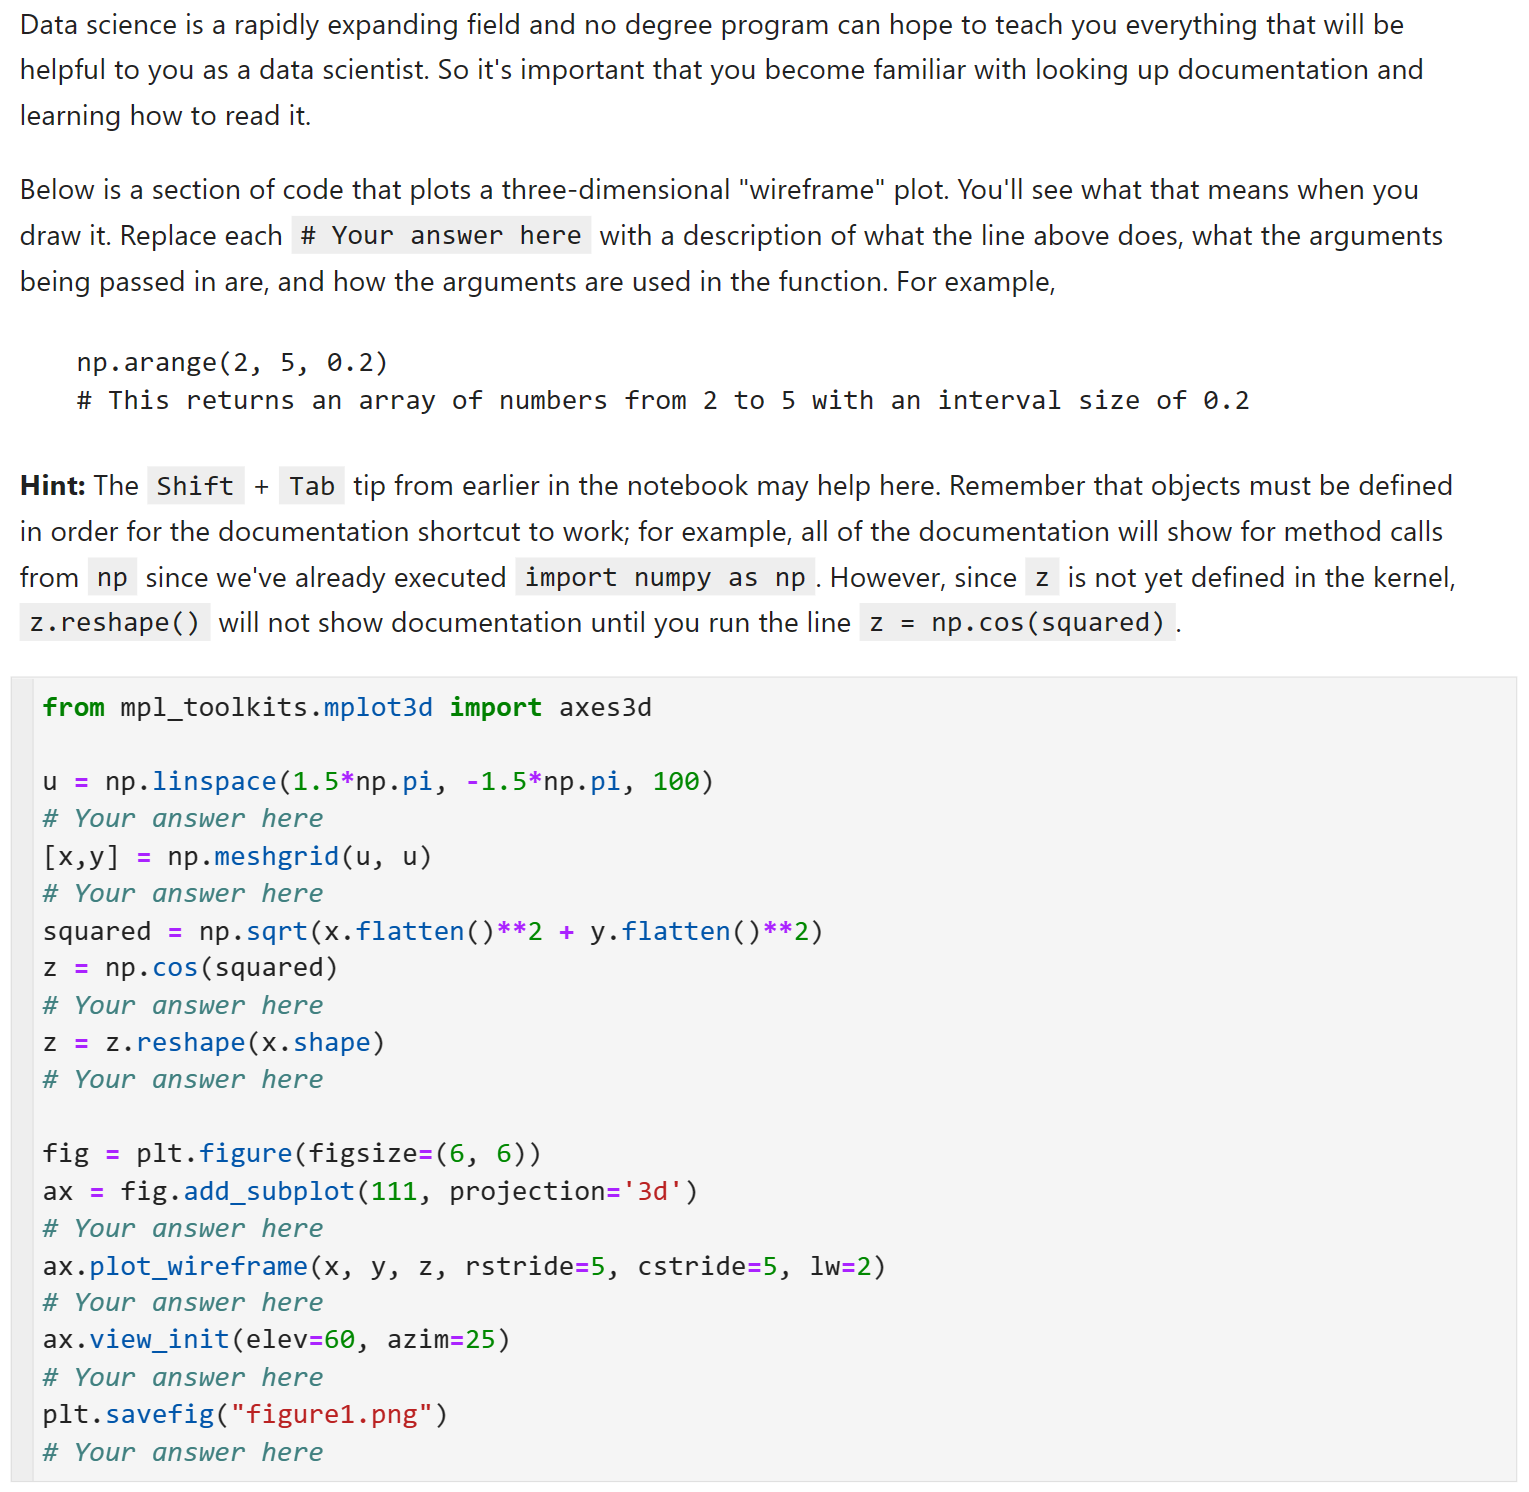 Data science is a rapidly expanding field and no degree program can hope to teach you everything that will be
helpful to you as a data scientist. So it's important that you become familiar with looking up documentation and
learning how to read it.
Below is a section of code that plots a three-dimensional "wireframe" plot. You'll see what that means when you
draw it. Replace each # Your answer here with a description of what the line above does, what the arguments
being passed in are, and how the arguments are used in the function. For example,
np.arange(2, 5, 0.2)
# This returns an array of numbers from 2 to 5 with an interval size of 0.2
Hint: The Shift + Tab tip from earlier in the notebook may help here. Remember that objects must be defined
in order for the documentation shortcut to work; for example, all of the documentation will show for method calls
from np since we've already executed import numpy as np. However, since z is not yet defined in the kernel,
z.reshape() will not show documentation until you run the line z = np.cos(squared).
from mpl_toolkits.mplot3d import axes3d
u = np.linspace(1.5*np.pi, -1.5*np.pi, 100)
# Your answer here
[x,y] = np.meshgrid(u, u)
# Your answer here
squared = np.sqrt(x.flatten()**2 + y.flatten()**2)
z = np.cos(squared)
# Your answer here
z = z.reshape(x.shape)
# Your answer here
fig = plt.figure(figsize=(6, 6))
ax = fig.add_subplot(111, projection='3d')
# Your answer here
ax.plot_wireframe(x, y, z, rstride=5, cstride=5, lw=2)
# Your answer here
ax.view_init(elev=60, azim=25)
# Your answer here
plt.savefig("figure1.png")
# Your answer here